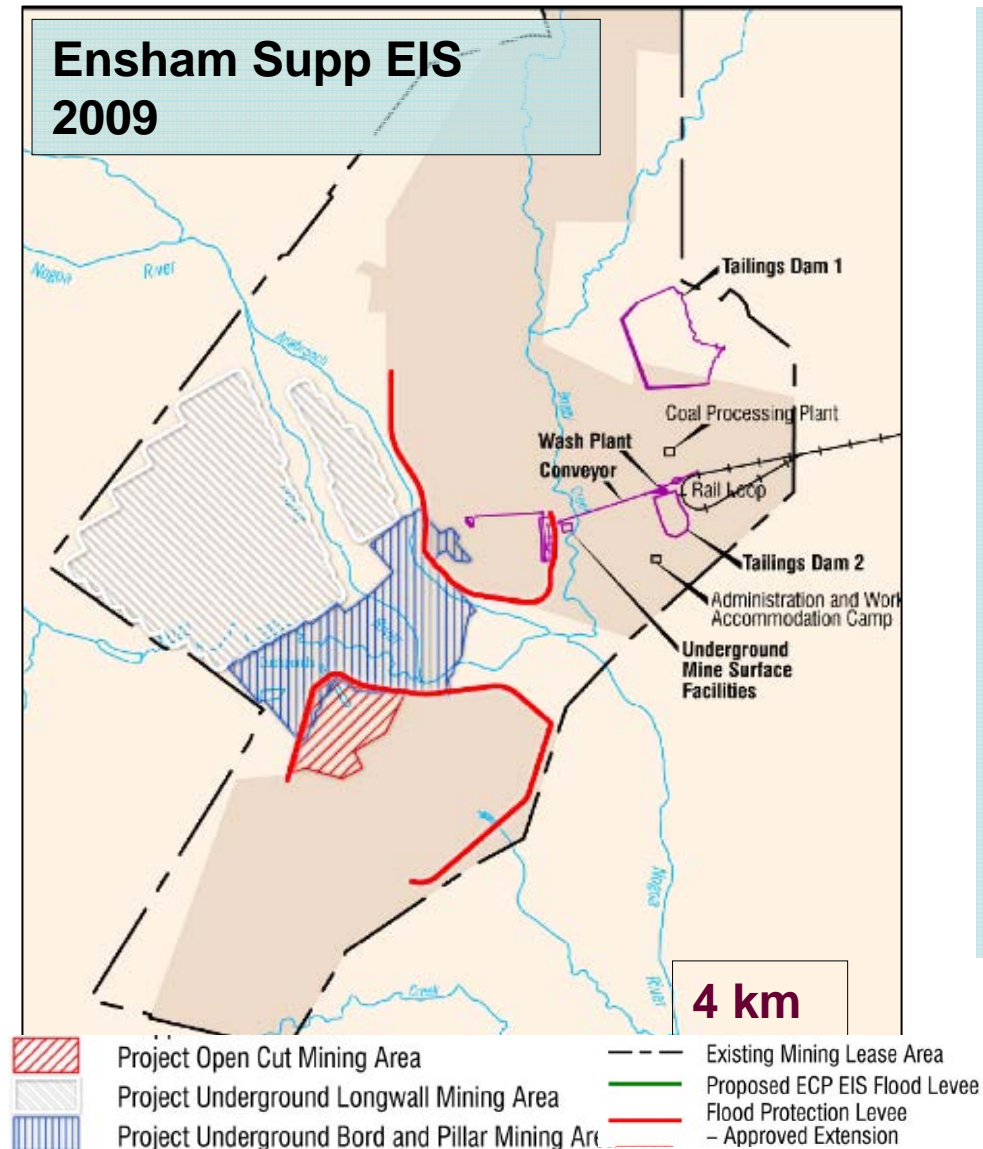 Ensham Supp EIS
2009
Nogoa
River
Anabranch
Tailings Dam 1
Coal Processing Plant
Wash Plant
Conveyor
Rail Loop
Creek
Tailings Dam 2
Administration and Work
Accommodation Camp
Underground
Mine Surface
Facilities
River
Nogoa
River
Creek
4 km
Project Open Cut Mining Area
Project Underground Longwall Mining Area
Project Underground Bord and Pillar Mining Are
Existing Mining Lease Area
Proposed ECP EIS Flood Levee
Flood Protection Levee
– Approved Extension